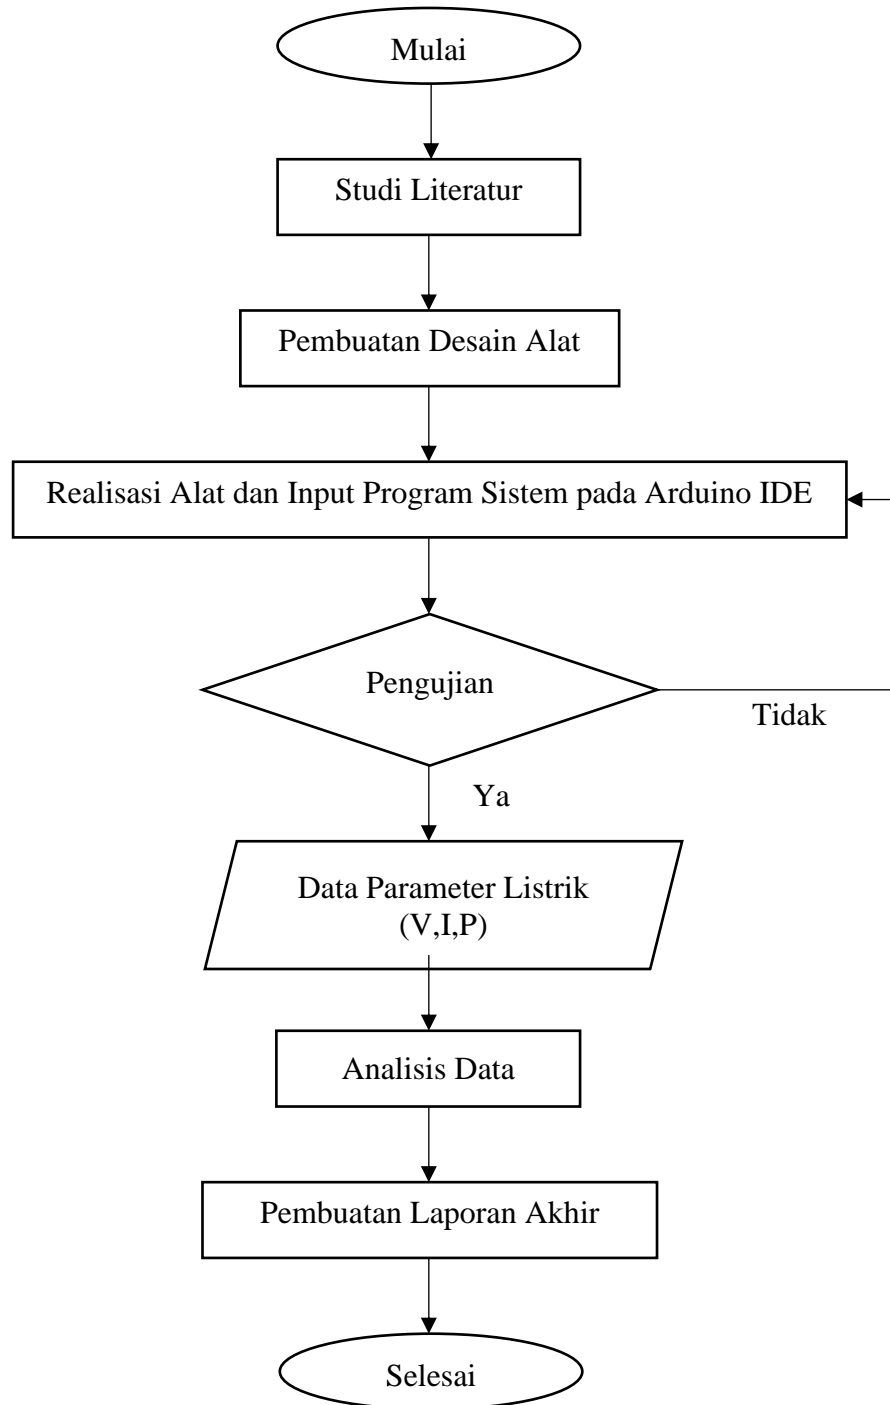 Mulai
Studi Literatur
Pembuatan Desain Alat
Realisasi Alat dan Input Program Sistem pada Arduino IDE
Pengujian
Tidak
Ya
Data Parameter Listrik
(V,I,P)
Analisis Data
Pembuatan Laporan Akhir
Selesai